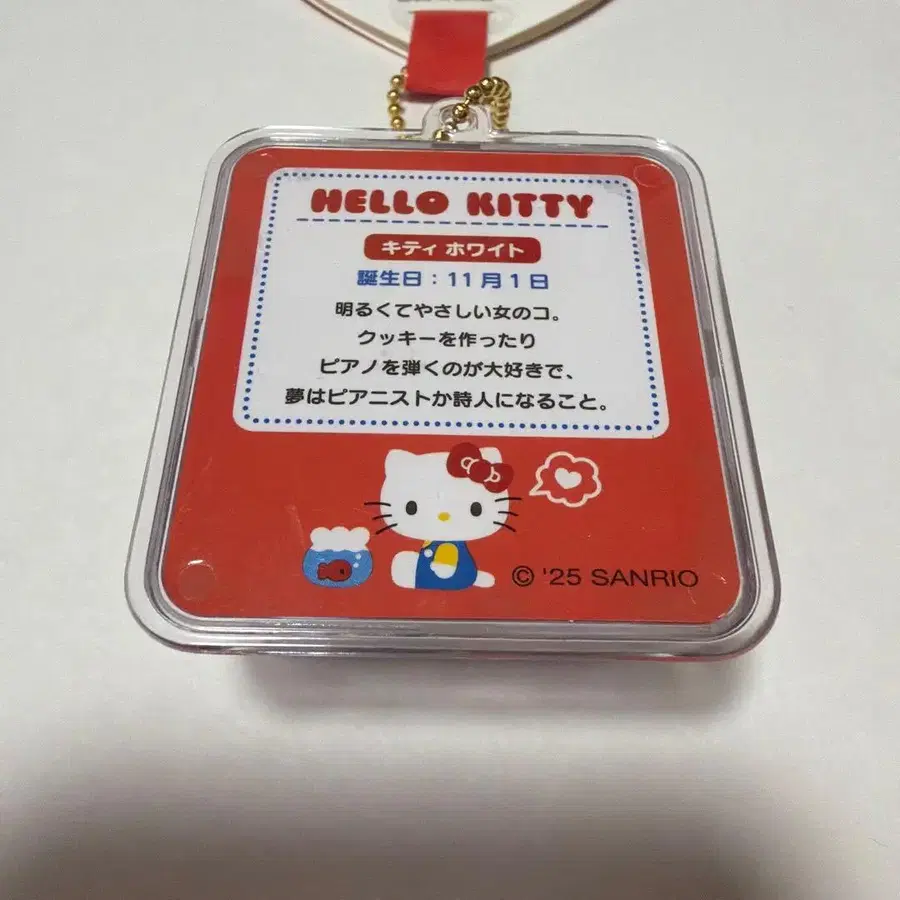 HELLO KITTY
キティ ホワイト
誕生日：11月1日
明るくてやさしい女のコ。
クッキーを作ったり
ピアノを弾くのが大好きで、
夢はピアニストか詩人になること。
© '25 SANRIO